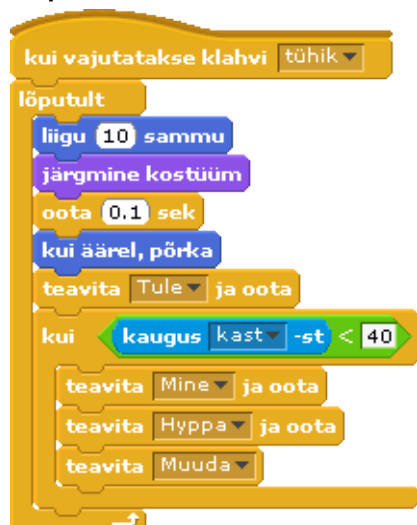 kui vajutatakse klahvi tühik
lõputult
liigu 10 sammu
järgmine kostüüm
oota 0.1 sek
kui äärel, põrka
teavita Tule ja oota
kui kaugus kast -st < 40
teavita Mine ja oota
teavita Hyppa ja oota
teavita Muuda